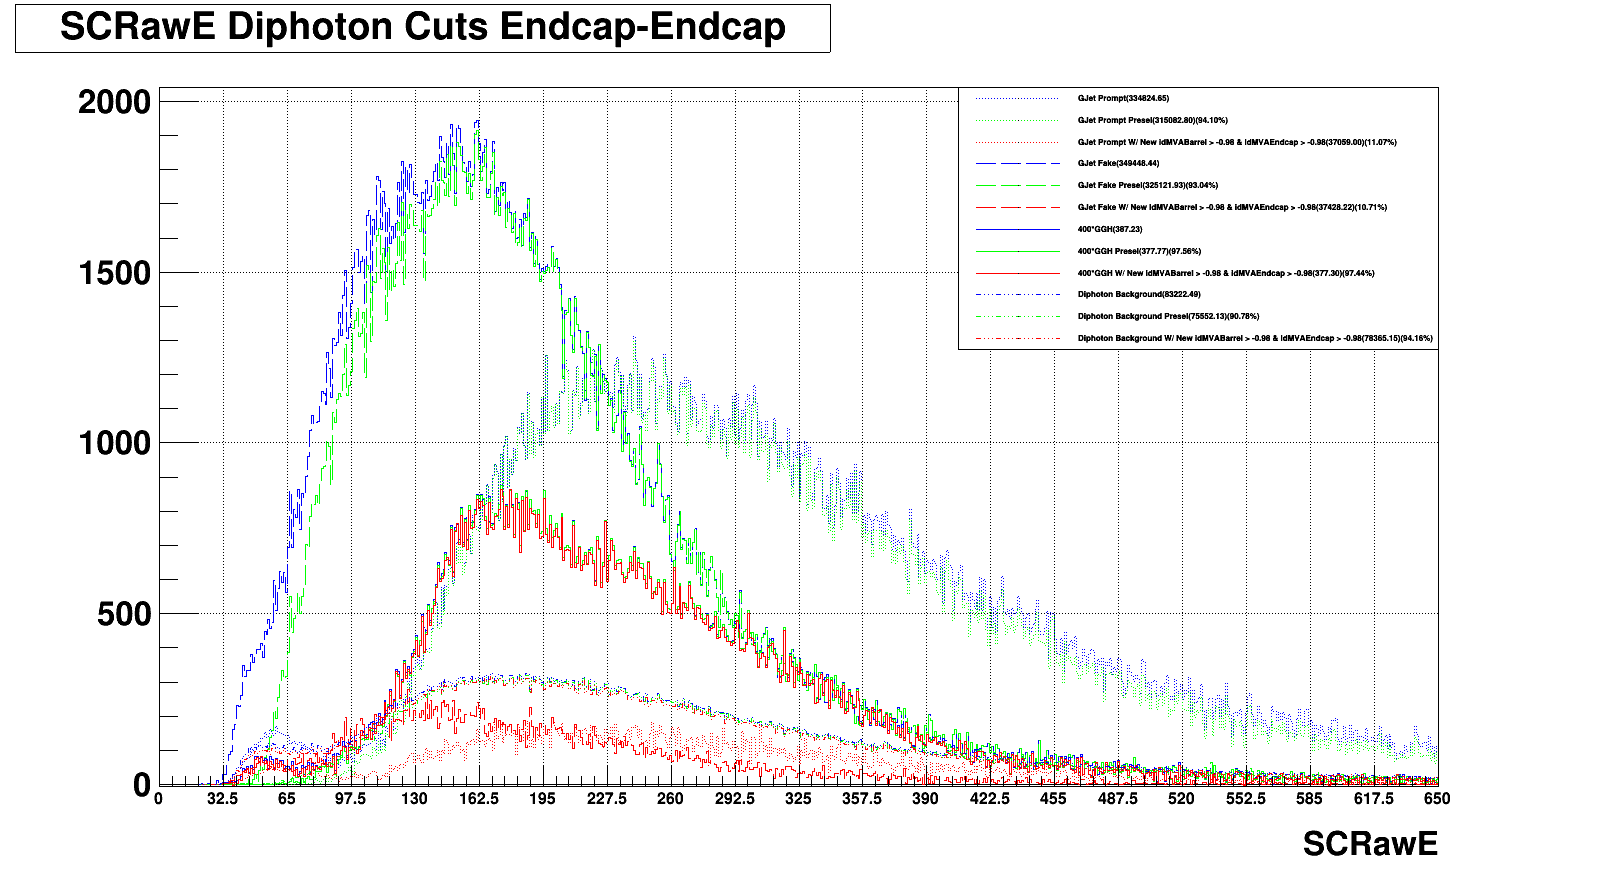 SCRawE Diphoton Cuts Endcap-Endcap
2000
1500
1000
500
0
GJet Prompt(334824.65)
GJet Prompt Presel(315082.80)(94.10%)
GJet Prompt W/ New idMVABarrel > -0.98 & idMVAEndcap > -0.98(37059.00)(11.07%)
GJet Fake(349448.44)
GJet Fake Presel(325121.93)(93.04%)
GJet Fake W/ New idMVABarrel > -0.98 & idMVAEndcap > -0.98(37428.22)(10.71%)
400*GGH(387.23)
400*GGH Presel(377.77)(97.56%)
400*GGH W/ New idMVABarrel > -0.98 & idMVAEndcap > -0.98(377.30)(97.44%)
Diphoton Background(83222.49)
Diphoton Background Presel(75552.13)(90.78%)
Diphoton Background W/ New idMVABarrel > -0.98 & idMVAEndcap > -0.98(78365.15)(94.16%)
0 32.5 65 97.5 130 162.5 195 227.5 260 292.5 325 357.5 390 422.5 455 487.5 520 552.5 585 617.5 650
SCRawE